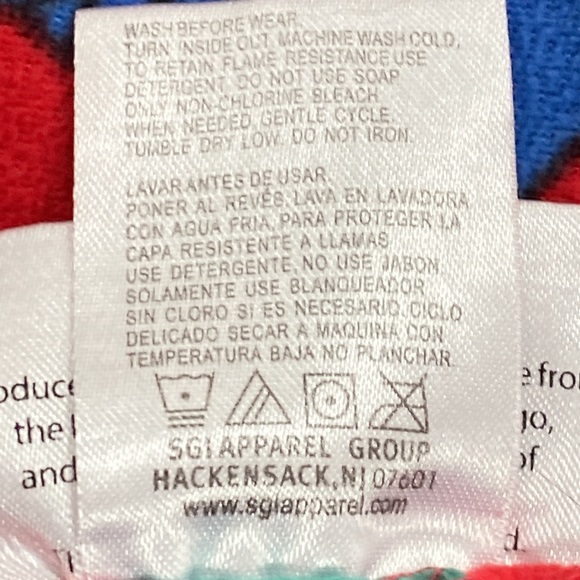 WASH BEFORE WEAR.
TURN INSIDE OUT, MACHINE WASH COLD,
TO RETAIN FLAME RESISTANCE USE
DETERGENT. DO NOT USE SOAP
ONLY NON-CHLORINE BLEACH
WHEN NEEDED. GENTLE CYCLE.
TUMBLE DRY LOW. DO NOT IRON.
LAVAR ANTES DE USAR.
PONER AL REVÉS, LAVA EN LAVADORA
CON AGUA FRIA, PARA PROTEGER LA
CAPA RESISTENTE A LLAMAS
USE DETERGENTE, NO USE JABON
SOLAMENTE USE BLANQUEADOR
SIN CLORO SI ES NECESARIO, CICLO
DELICADO SECAR A MAQUINA CON
TEMPERATURA BAJA NO PLANCHAR.
SGI APPAREL GROUP
HACKENSACK, NJ 07601
www.sgiapparel.com
the
and